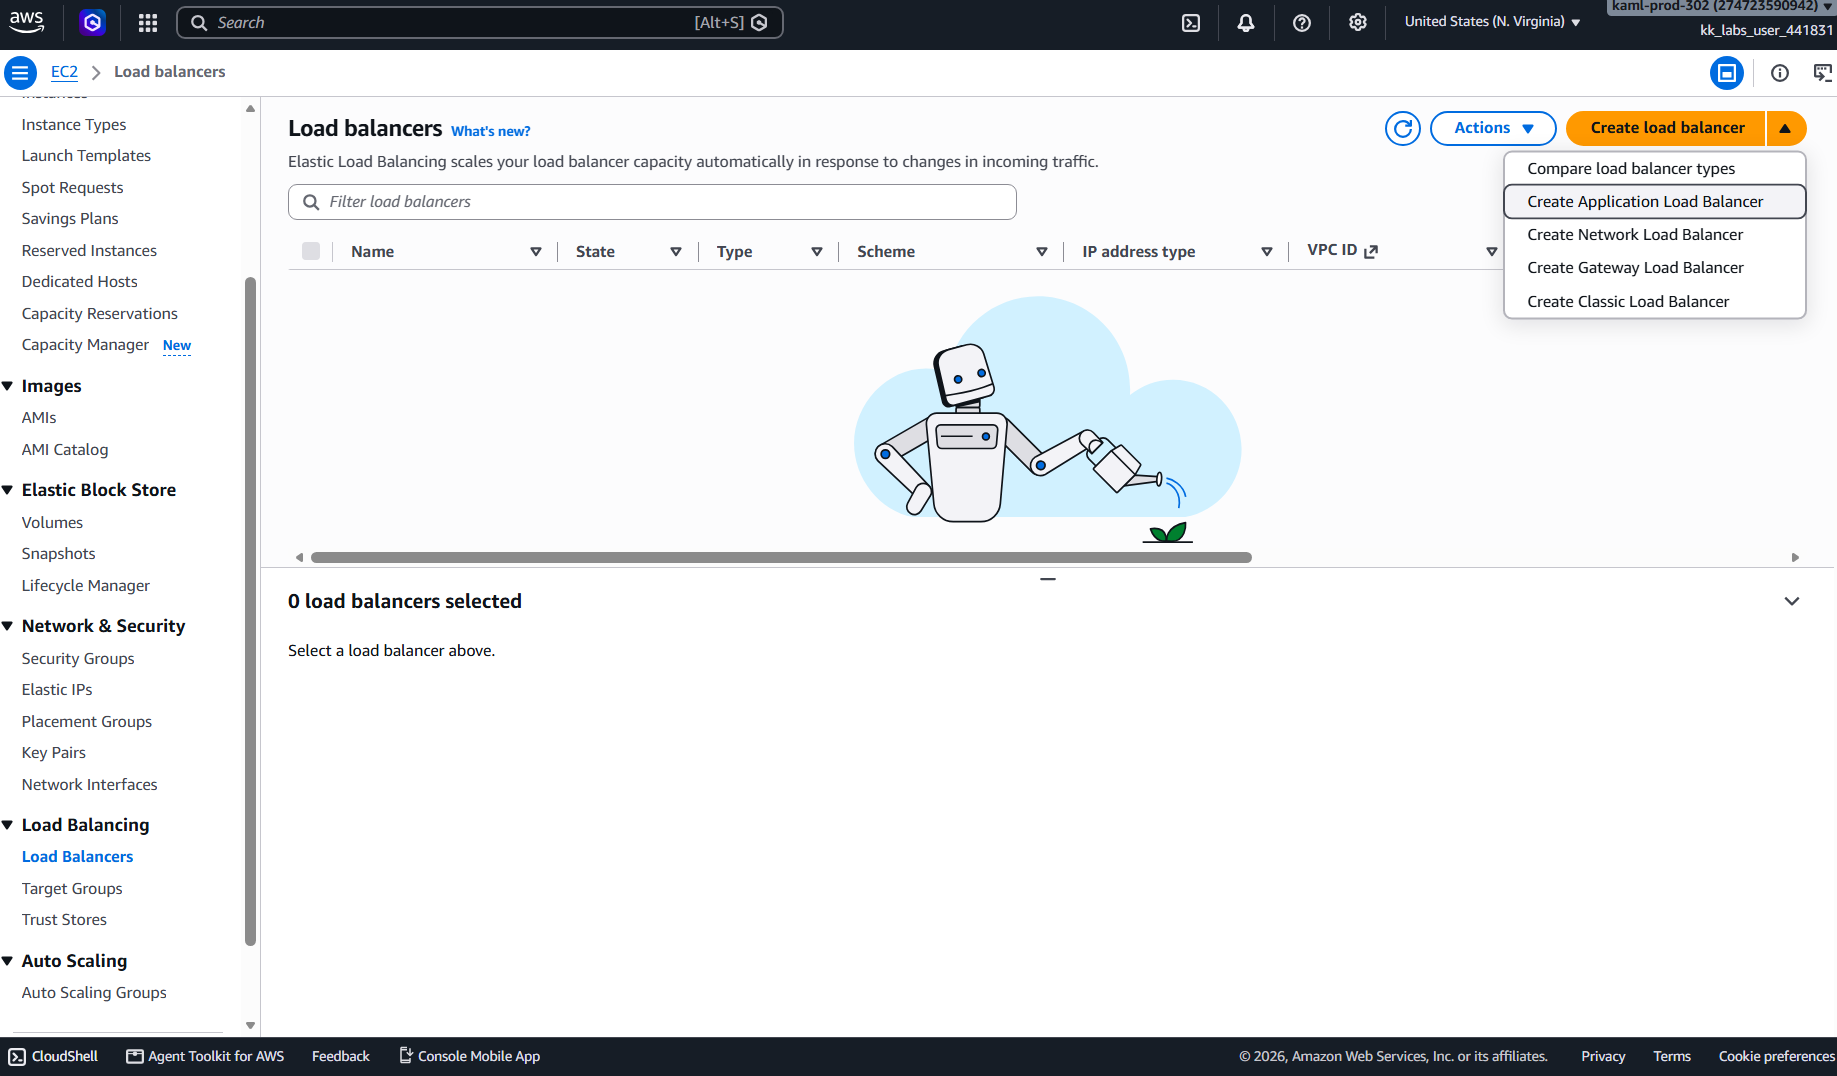 aws
Search [Alt+S]
United States (N. Virginia)
kaml-prod-302 (274723590942)
kk_labs_user_441831
EC2 Load balancers
Instances
Instance Types
Launch Templates
Spot Requests
Savings Plans
Reserved Instances
Dedicated Hosts
Capacity Reservations
Capacity Manager New
Images
AMIs
AMI Catalog
Elastic Block Store
Volumes
Snapshots
Lifecycle Manager
Network & Security
Security Groups
Elastic IPs
Placement Groups
Key Pairs
Network Interfaces
Load Balancing
Load Balancers
Target Groups
Trust Stores
Auto Scaling
Auto Scaling Groups
Load balancers What's new?
Actions
Create load balancer
Elastic Load Balancing scales your load balancer capacity automatically in response to changes in incoming traffic.
Compare load balancer types
Create Application Load Balancer
Create Network Load Balancer
Create Gateway Load Balancer
Create Classic Load Balancer
Filter load balancers
Name State Type Scheme IP address type VPC ID
0 load balancers selected
Select a load balancer above.
CloudShell Agent Toolkit for AWS Feedback Console Mobile App
© 2026, Amazon Web Services, Inc. or its affiliates. Privacy Terms Cookie preferences